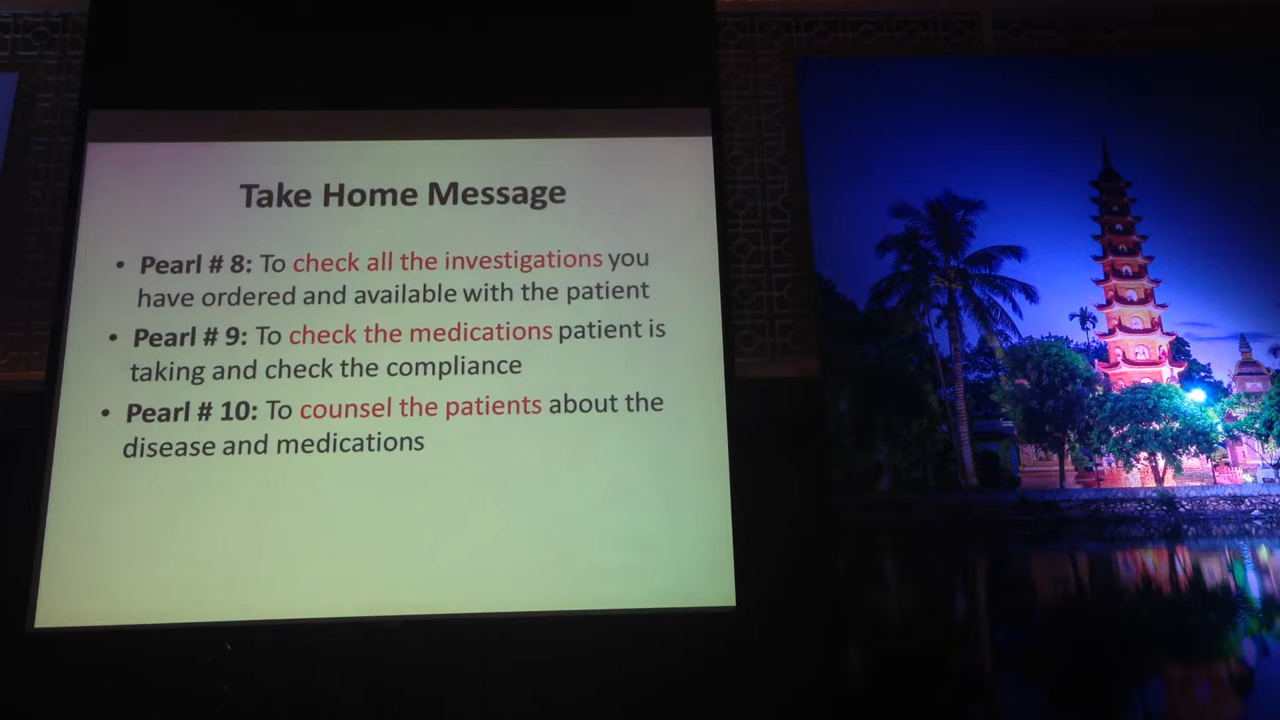 Take Home Message
• Pearl # 8: To check all the investigations you
have ordered and available with the patient
• Pearl # 9: To check the medications patient is
taking and check the compliance
• Pearl # 10: To counsel the patients about the
disease and medications